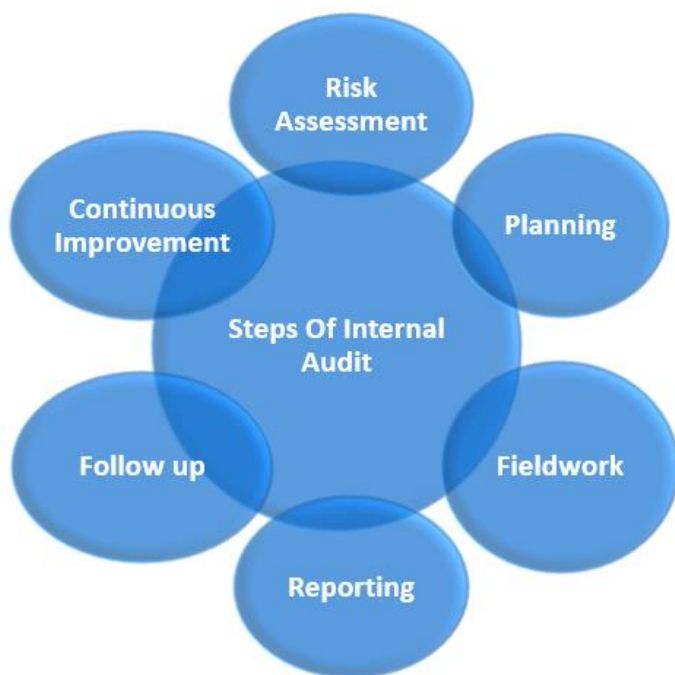 Risk
Assessment
Continuous
Improvement
Planning
Steps Of Internal
Audit
Follow up
Fieldwork
Reporting